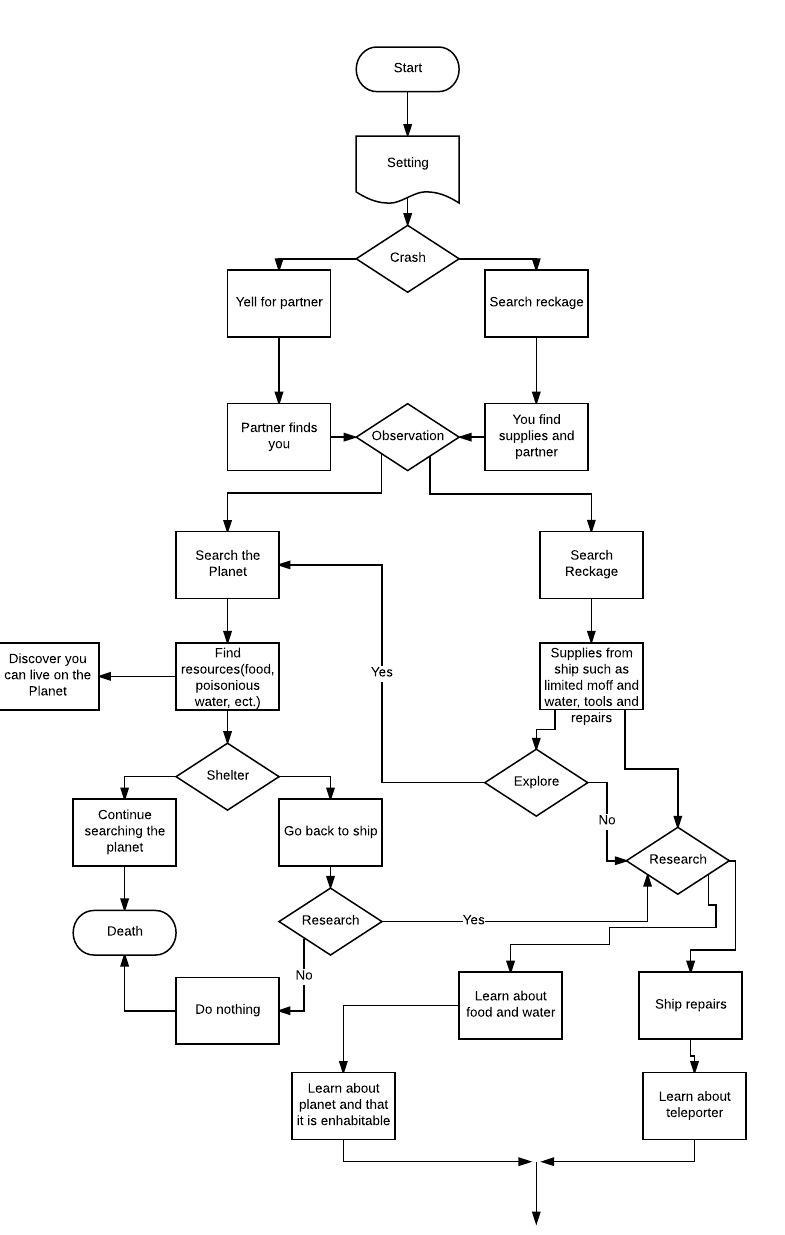 Start
Setting
Crash
Yell for partner
Search reckage
Partner finds
you
Observation
You find
supplies and
partner
Search the
Planet
Search
Reckage
Discover you
can live on the
Planet
Find
resources(food,
poisonious
water, ect.)
Yes
Supplies from
ship such as
limited moff and
water, tools and
repairs
Shelter
Explore
Continue
searching the
planet
Go back to ship
No
Research
Death
Research
Yes
No
Do nothing
Learn about
food and water
Ship repairs
Learn about
planet and that
it is enhabitable
Learn about
teleporter